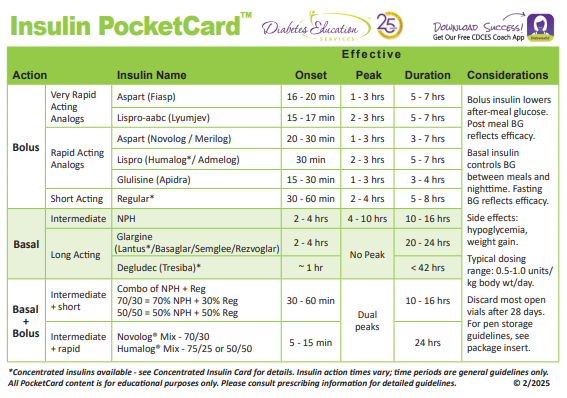 Insulin PocketCard™
Diabetes Education
SERVICES
25
DOWNLOAD SUCCESS!
Get Our Free CDCES Coach App
Effective
Action Insulin Name Onset Peak Duration Considerations
Bolus
Very Rapid
Acting
Analogs
Aspart (Fiasp) 16 - 20 min 1 - 3 hrs 5 - 7 hrs
Lispro-aabc (Lyumjev) 15 - 17 min 2 - 3 hrs 5 - 7 hrs
Rapid Acting
Analogs
Aspart (Novolog / Merilog) 20 - 30 min 1 - 3 hrs 3 - 7 hrs
Lispro (Humalog*/ Admelog) 30 min 2 - 3 hrs 5 - 7 hrs
Glulisine (Apidra) 15 - 30 min 1 - 3 hrs 3 - 4 hrs
Short Acting Regular* 30 - 60 min 2 - 4 hrs 5 - 8 hrs
Basal
Intermediate NPH 2 - 4 hrs 4 - 10 hrs 10 - 16 hrs
Long Acting
Glargine
(Lantus*/Basaglar/Semglee/Rezvoglar) 2 - 4 hrs 20 - 24 hrs
No Peak
Degludec (Tresiba)* ~ 1 hr < 42 hrs
Basal
+
Bolus
Intermediate
+ short
Combo of NPH + Reg
70/30 = 70% NPH + 30% Reg
50/50 = 50% NPH + 50% Reg
30 - 60 min 10 - 16 hrs
Dual
peaks
Intermediate
+ rapid
Novolog® Mix - 70/30
Humalog® Mix - 75/25 or 50/50
5 - 15 min 24 hrs
Bolus insulin lowers
after-meal glucose.
Post meal BG
reflects efficacy.
Basal insulin
controls BG
between meals and
nighttime. Fasting
BG reflects efficacy.
Side effects:
hypoglycemia,
weight gain.
Typical dosing
range: 0.5-1.0 units/
kg body wt/day.
Discard most open
vials after 28 days.
For pen storage
guidelines, see
package insert.
*Concentrated insulins available - see Concentrated Insulin Card for details. Insulin action times vary; time periods are general guidelines only.
All PocketCard content is for educational purposes only. Please consult prescribing information for detailed guidelines.
© 2/2025